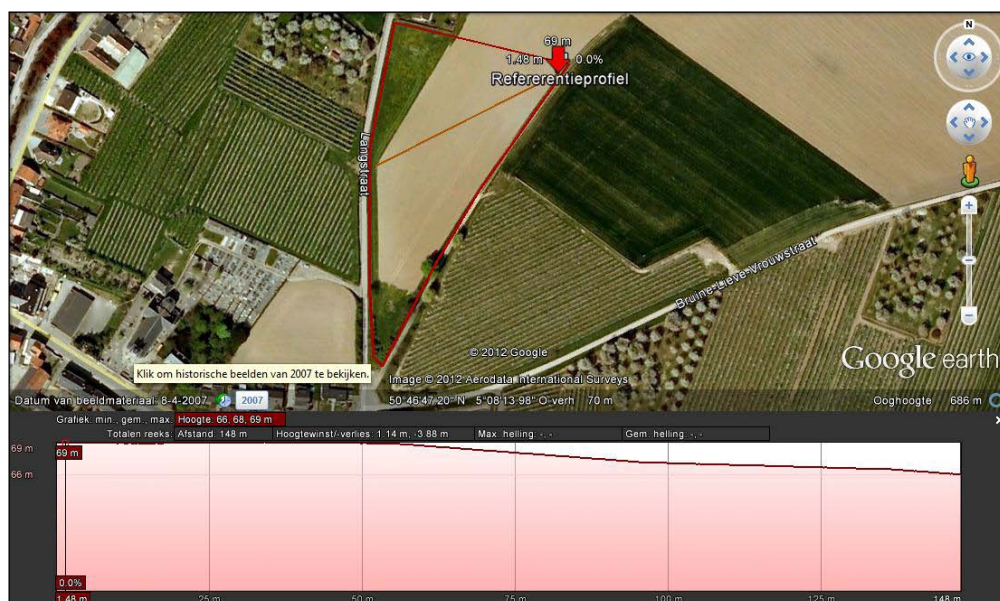 N
69 m
1.48 m 0.0%
Refererentieprofiel
Langstraat
Bruine-Lieve-Vrouwstraat
© 2012 Google
Google earth
Klik om historische beelden van 2007 te bekijken.
Image © 2012 Aerodata International Surveys
Datum van beeldmateriaal: 8-4-2007 2007 50°46'47.20" N 5°08'13.98" O verh 70 m Ooghoogte 686 m
Grafiek: min., gem., max. Hoogte: 66, 68, 69 m
Totalen reeks: Afstand: 148 m Hoogtewinst/-verlies: 1.14 m, -3.88 m Max. helling: -, - Gem. helling: -, -
69 m
69 m
66 m
0.0%
1.48 m 25 m 50 m 75 m 100 m 125 m 148 m